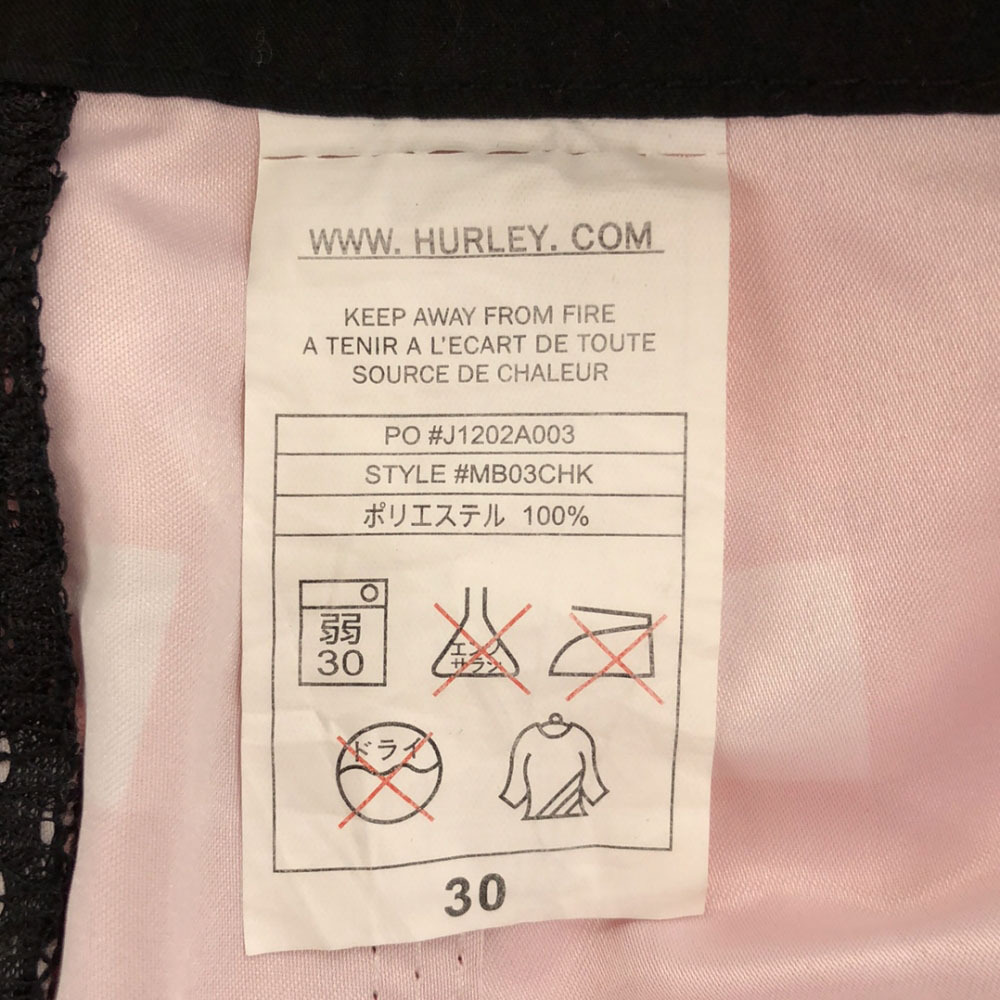 WWW. HURLEY. COM
KEEP AWAY FROM FIRE
A TENIR A L'ECART DE TOUTE
SOURCE DE CHALEUR
PO #J1202A003
STYLE #MB03CHK
ポリエステル 100%
弱
30
エンソ
サラシ
ドライ
30